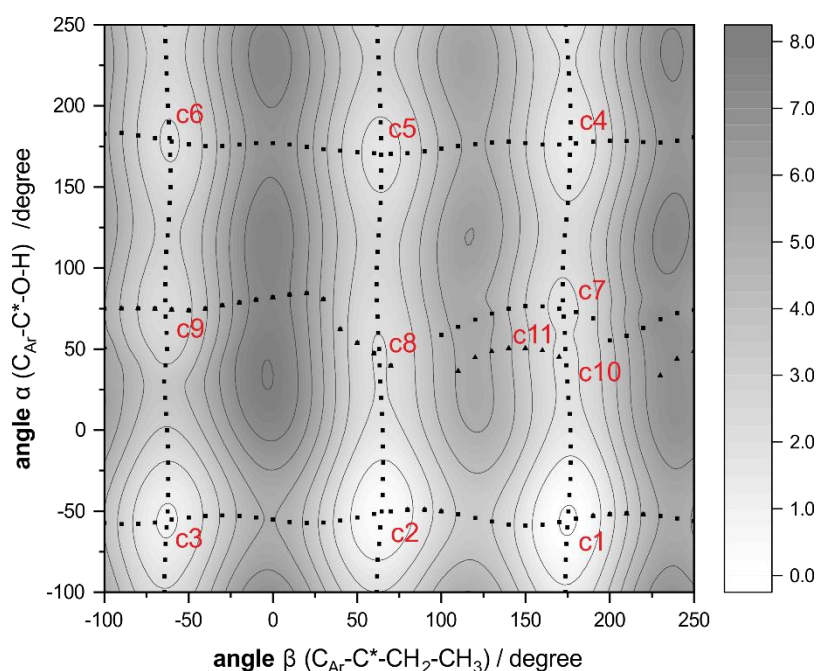 250
200
150
100
50
0
-50
-100
angle α (C_Ar-C*-O-H) /degree
c6
c5
c4
c7
c9
c8
c11
c10
c3
c2
c1
-100 -50 0 50 100 150 200 250
angle β (C_Ar-C*-CH₂-CH₃) / degree
8.0
7.0
6.0
5.0
4.0
3.0
2.0
1.0
0.0